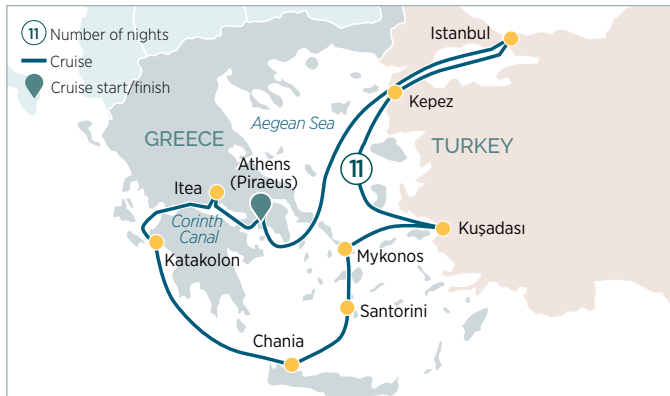 11 Number of nights
Cruise
Cruise start/finish
Istanbul
Kepez
Aegean Sea
GREECE
TURKEY
Athens
(Piraeus)
11
Itea
Corinth
Canal
Kuşadası
Katakolon
Mykonos
Santorini
Chania